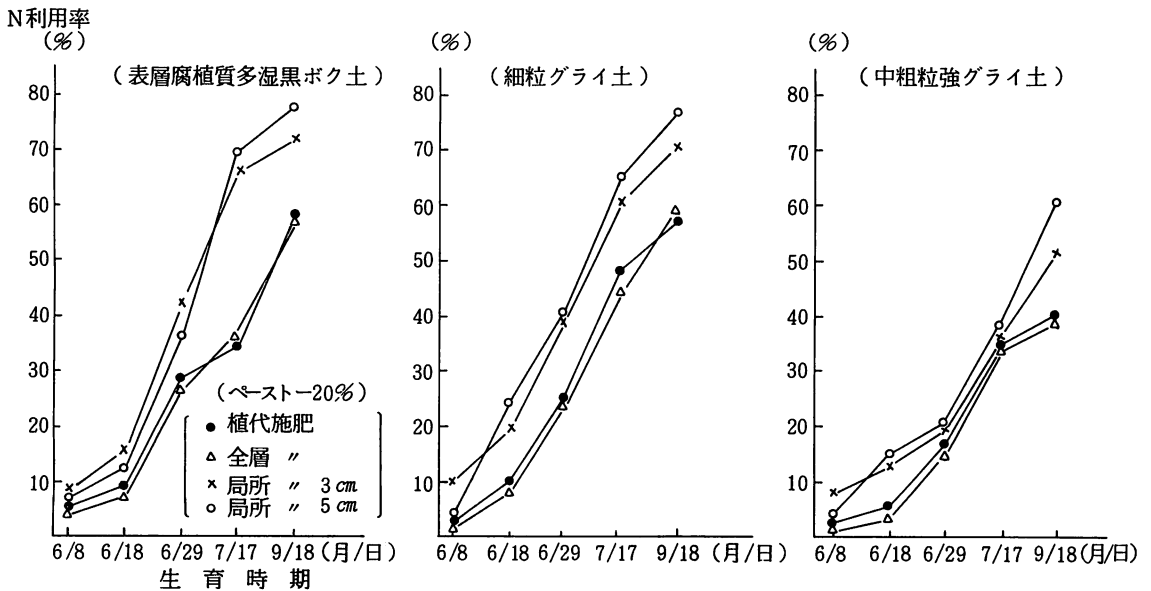 N利用率
(%)
(%)
(%)
(表層腐植質多湿黒ボク土)
(細粒グライ土)
(中粗粒強グライ土)
80
70
60
50
40
30
20
10
80
70
60
50
40
30
20
10
80
70
60
50
40
30
20
10
(ペーストー20%)
● 植代施肥
△ 全層 〃
× 局所 〃 3cm
○ 局所 〃 5cm
6/8 6/18 6/29 7/17 9/18 (月/日)
6/8 6/18 6/29 7/17 9/18 (月/日)
6/8 6/18 6/29 7/17 9/18(月/日)
生育時期